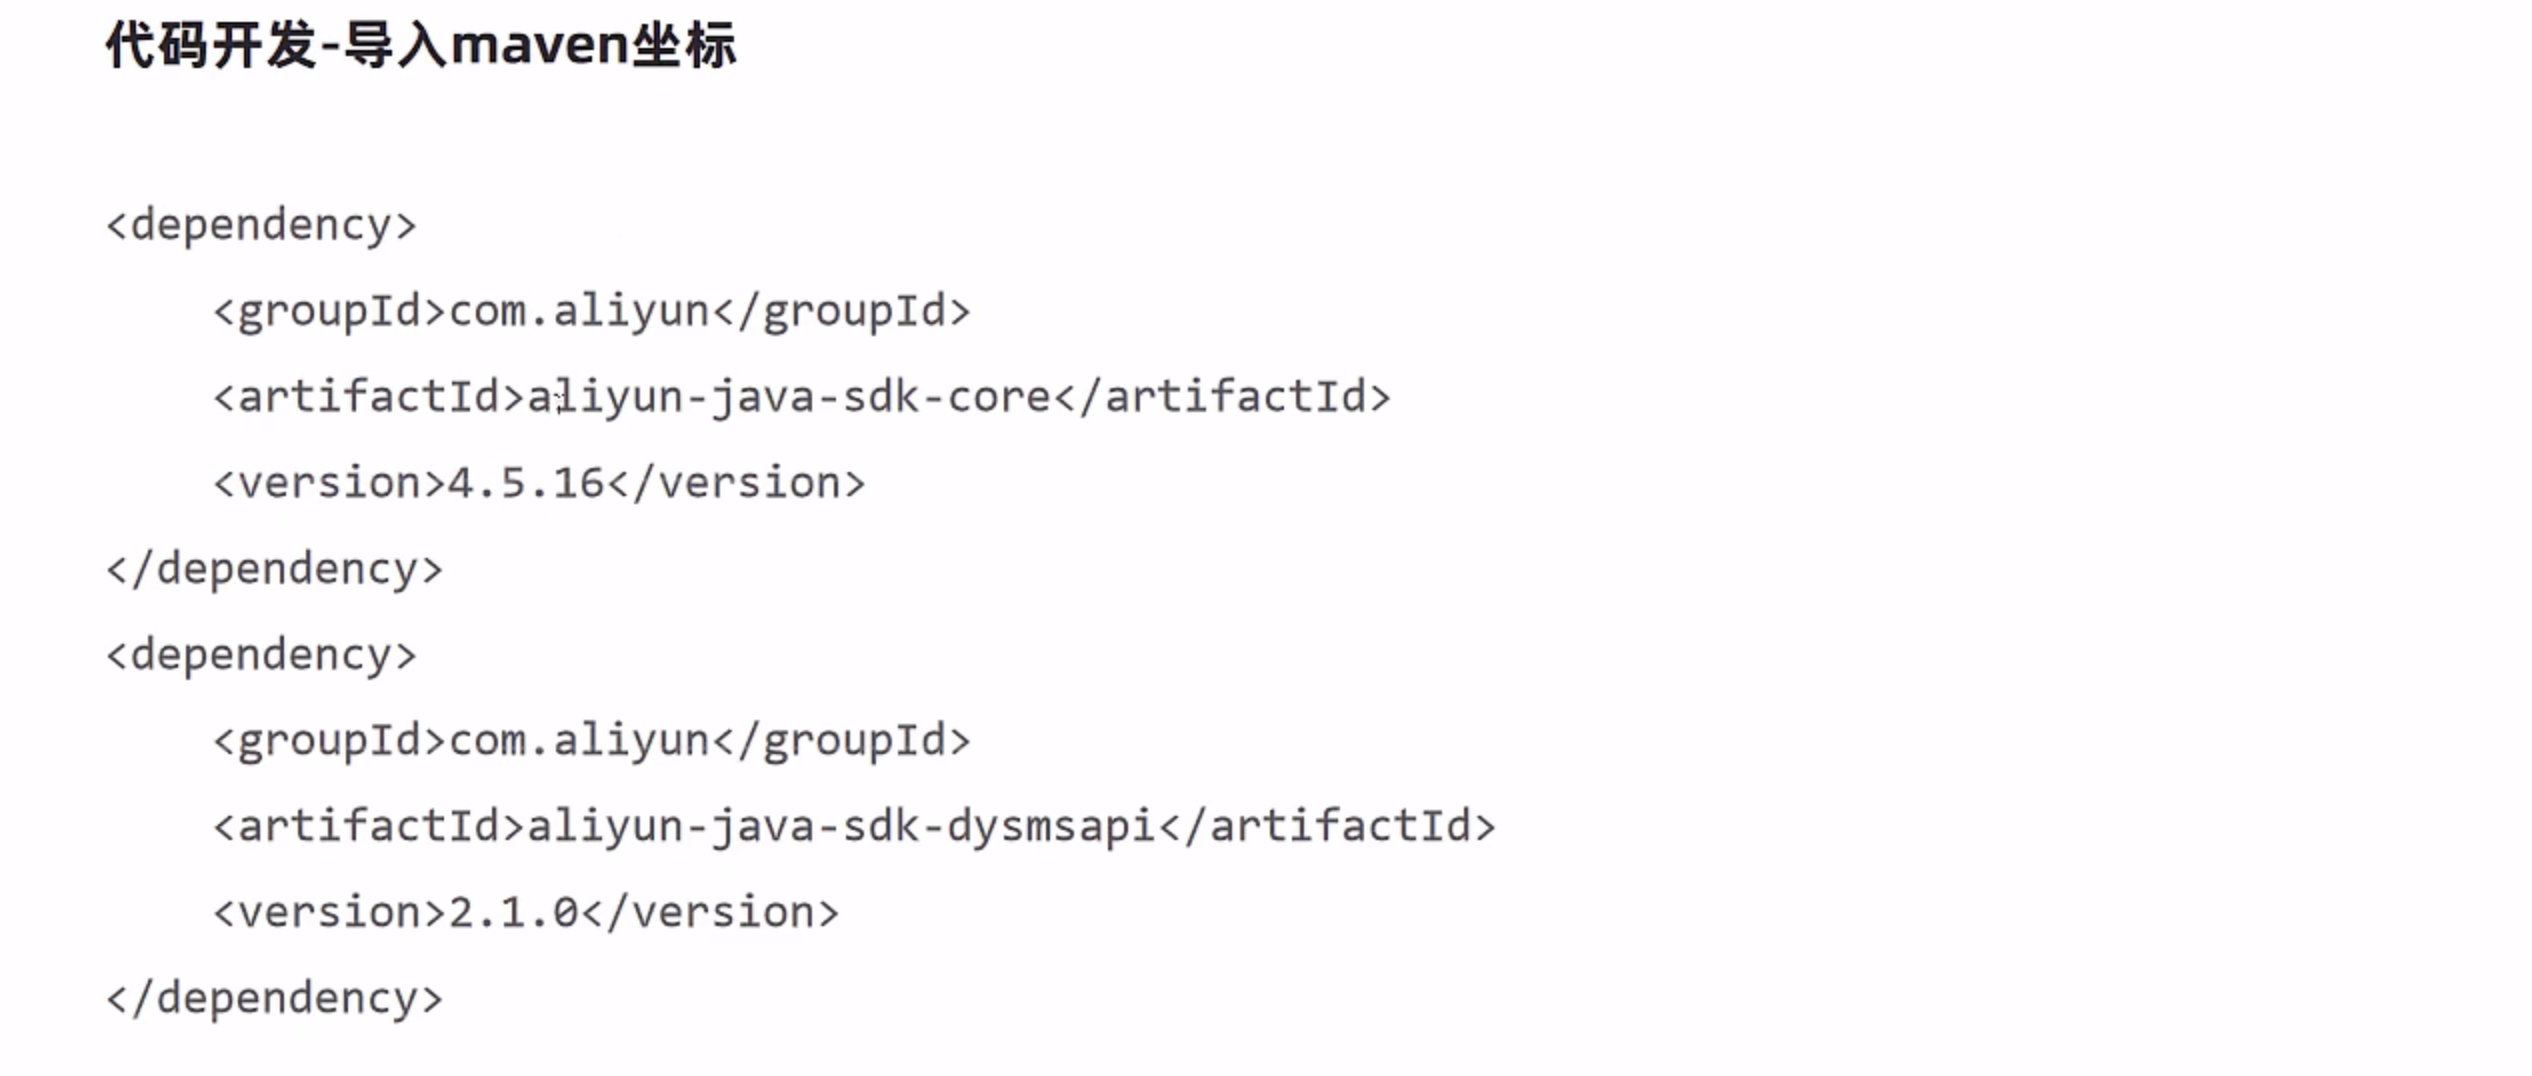 代码开发-导入maven坐标
<dependency>
    <groupId>com.aliyun</groupId>
    <artifactId>aliyun-java-sdk-core</artifactId>
    <version>4.5.16</version>
</dependency>
<dependency>
    <groupId>com.aliyun</groupId>
    <artifactId>aliyun-java-sdk-dysmsapi</artifactId>
    <version>2.1.0</version>
</dependency>